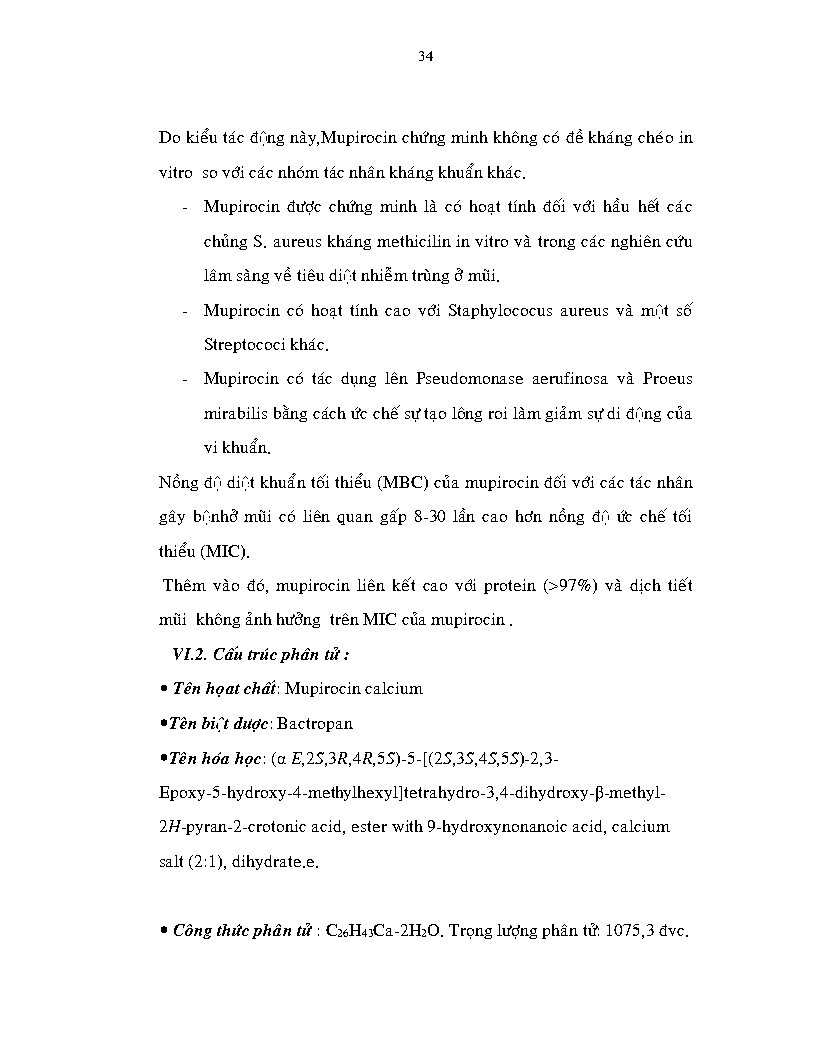 34
Do kiểu tác động này,Mupirocin chứng minh không có đề kháng chéo in
vitro so với các nhóm tác nhân kháng khuẩn khác.
- Mupirocin được chứng minh là có hoạt tính đối với hầu hết các
chủng S. aureus kháng methicilin in vitro và trong các nghiên cứu
lâm sàng về tiêu diệt nhiễm trùng ở mũi.
- Mupirocin có hoạt tính cao với Staphylococus aureus và một số
Streptococi khác.
- Mupirocin có tác dụng lên Pseudomonase aerufinosa và Proeus
mirabilis bằng cách ức chế sự tạo lông roi làm giảm sự di động của
vi khuẩn.
Nồng độ diệt khuẩn tối thiểu (MBC) của mupirocin đối với các tác nhân
gây bệnhở mũi có liên quan gấp 8-30 lần cao hơn nồng độ ức chế tối
thiểu (MIC).
Thêm vào đó, mupirocin liên kết cao với protein (>97%) và dịch tiết
mũi không ảnh hưởng trên MIC của mupirocin .
VI.2. Cấu trúc phân tử :
• Tên họat chất: Mupirocin calcium
•Tên biệt dược: Bactropan
•Tên hóa học: (α E,2S,3R,4R,5S)-5-[(2S,3S,4S,5S)-2,3-
Epoxy-5-hydroxy-4-methylhexyl]tetrahydro-3,4-dihydroxy-β-methyl-
2H-pyran-2-crotonic acid, ester with 9-hydroxynonanoic acid, calcium
salt (2:1), dihydrate.e.
• Công thức phân tử : C₂₆H₄₃Ca-2H₂O. Trọng lượng phân tử: 1075,3 đvc.